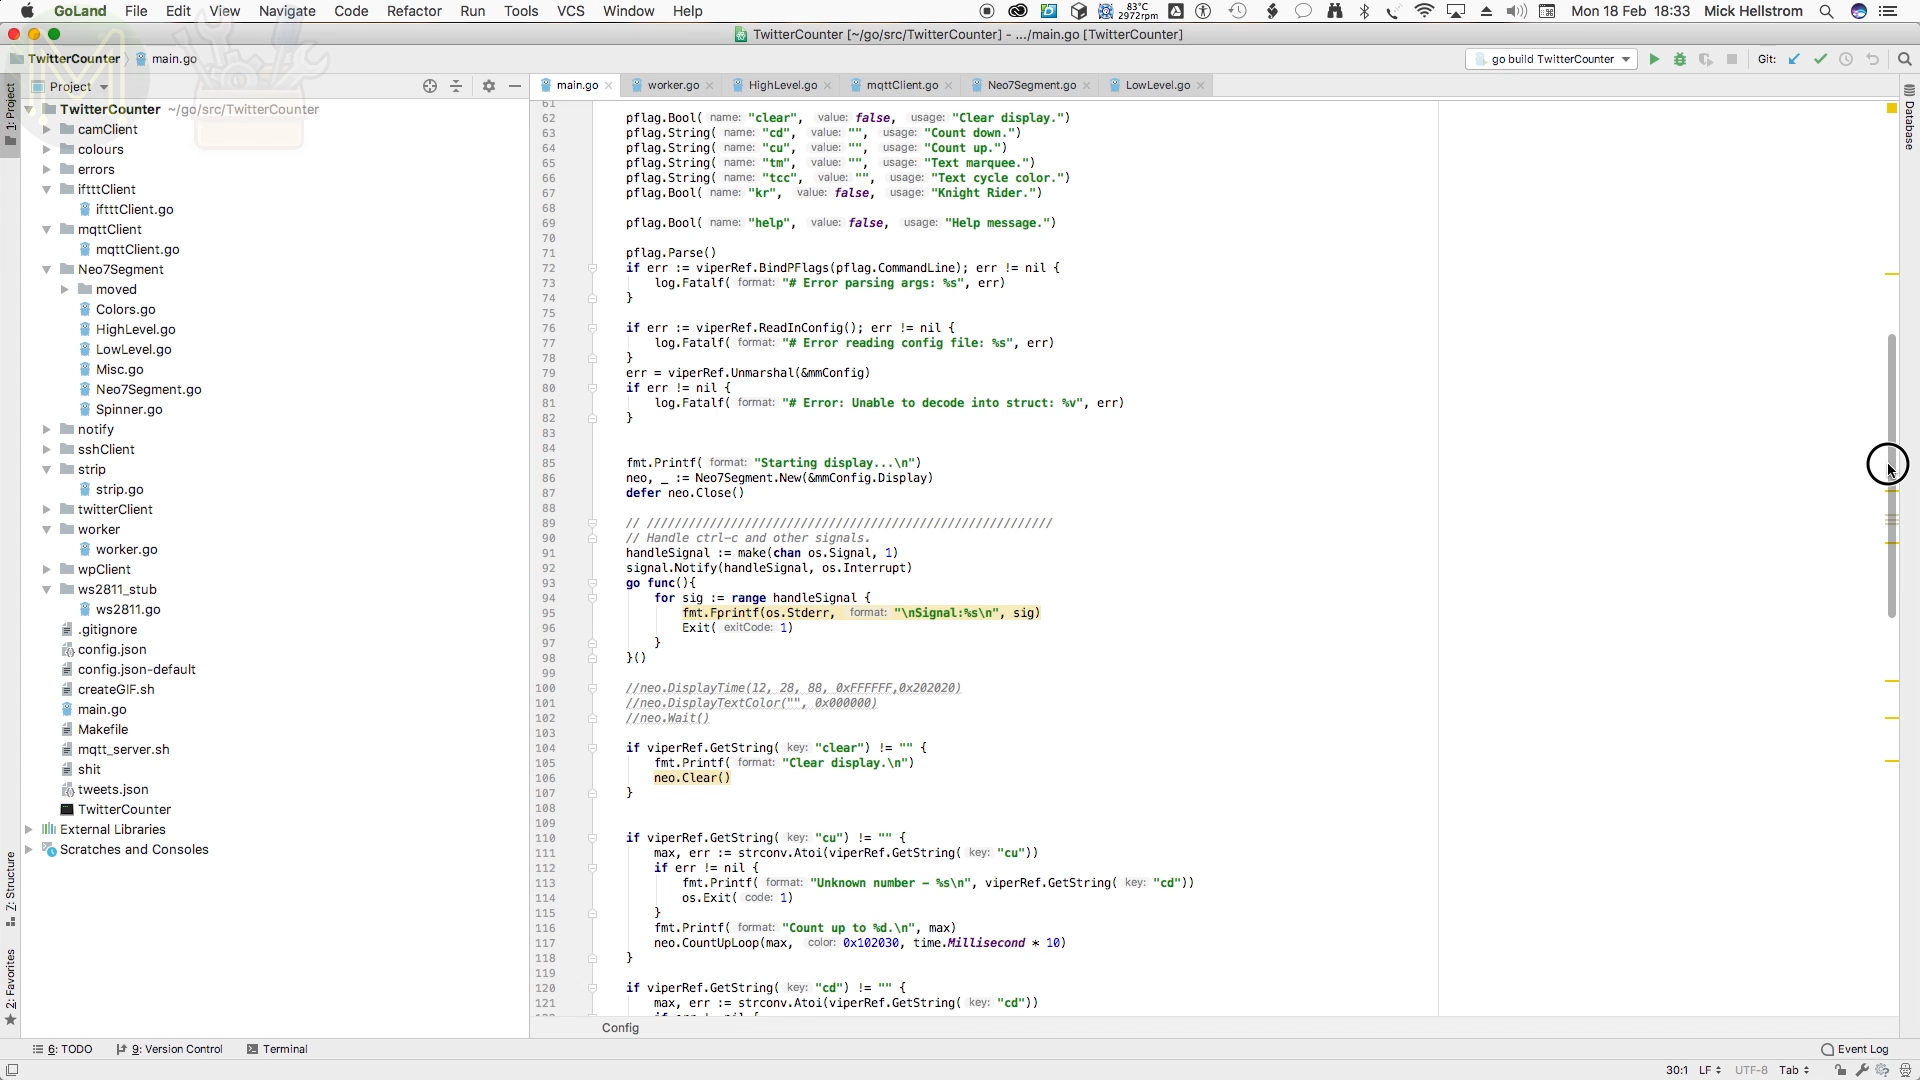 GoLand File Edit View Navigate Code Refactor Run Tools VCS Window Help 83°C 2972rpm Mon 18 Feb 18:33 Mick Hellstrom
TwitterCounter [~/go/src/TwitterCounter] - .../main.go [TwitterCounter]
TwitterCounter main.go go build TwitterCounter Git:
Project main.go worker.go HighLevel.go mqttClient.go Neo7Segment.go LowLevel.go
1: Project
Database
TwitterCounter ~/go/src/TwitterCounter
camClient
colours
errors
iftttClient
iftttClient.go
mqttClient
mqttClient.go
Neo7Segment
moved
Colors.go
HighLevel.go
LowLevel.go
Misc.go
Neo7Segment.go
Spinner.go
notify
sshClient
strip
strip.go
twitterClient
worker
worker.go
wpClient
ws2811_stub
ws2811.go
.gitignore
config.json
config.json-default
createGIF.sh
main.go
Makefile
mqtt_server.sh
shit
tweets.json
TwitterCounter
External Libraries
Scratches and Consoles
Z: Structure
2: Favorites
61
62 pflag.Bool( name: "clear", value: false, usage: "Clear display.")
63 pflag.String( name: "cd", value: "", usage: "Count down.")
64 pflag.String( name: "cu", value: "", usage: "Count up.")
65 pflag.String( name: "tm", value: "", usage: "Text marquee.")
66 pflag.String( name: "tcc", value: "", usage: "Text cycle color.")
67 pflag.Bool( name: "kr", value: false, usage: "Knight Rider.")
68
69 pflag.Bool( name: "help", value: false, usage: "Help message.")
70
71 pflag.Parse()
72 if err := viperRef.BindPFlags(pflag.CommandLine); err != nil {
73 log.Fatalf( format: "# Error parsing args: %s", err)
74 }
75
76 if err := viperRef.ReadInConfig(); err != nil {
77 log.Fatalf( format: "# Error reading config file: %s", err)
78 }
79 err = viperRef.Unmarshal(&mmConfig)
80 if err != nil {
81 log.Fatalf( format: "# Error: Unable to decode into struct: %v", err)
82 }
83
84
85 fmt.Printf( format: "Starting display...\n")
86 neo, _ := Neo7Segment.New(&mmConfig.Display)
87 defer neo.Close()
88
89 // //////////////////////////////////////////////////////////
90 // Handle ctrl-c and other signals.
91 handleSignal := make(chan os.Signal, 1)
92 signal.Notify(handleSignal, os.Interrupt)
93 go func(){
94 for sig := range handleSignal {
95 fmt.Fprintf(os.Stderr, format: "\nSignal:%s\n", sig)
96 Exit( exitCode: 1)
97 }
98 }()
99
100 //neo.DisplayTime(12, 28, 88, 0xFFFFFF,0x202020)
101 //neo.DisplayTextColor("", 0x000000)
102 //neo.Wait()
103
104 if viperRef.GetString( key: "clear") != "" {
105 fmt.Printf( format: "Clear display.\n")
106 neo.Clear()
107 }
108
109
110 if viperRef.GetString( key: "cu") != "" {
111 max, err := strconv.Atoi(viperRef.GetString( key: "cu"))
112 if err != nil {
113 fmt.Printf( format: "Unknown number - %s\n", viperRef.GetString( key: "cd"))
114 os.Exit( code: 1)
115 }
116 fmt.Printf( format: "Count up to %d.\n", max)
117 neo.CountUpLoop(max, color: 0x102030, time.Millisecond * 10)
118 }
119
120 if viperRef.GetString( key: "cd") != "" {
121 max, err := strconv.Atoi(viperRef.GetString( key: "cd"))
Config
6: TODO 9: Version Control Terminal Event Log
30:1 LF UTF-8 Tab